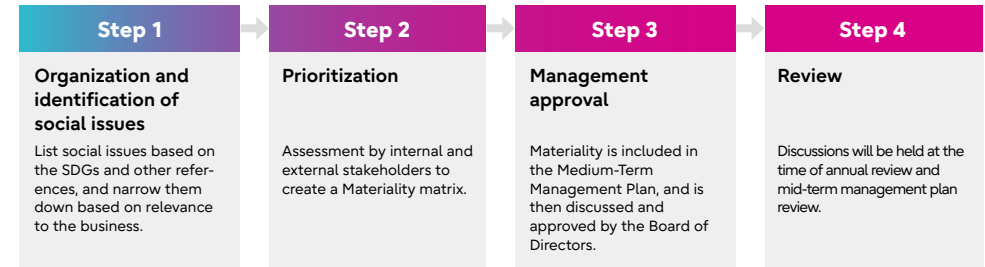 Step 1
Organization and
identification of
social issues
List social issues based on
the SDGs and other refer-
ences, and narrow them
down based on relevance
to the business.
Step 2
Prioritization
Assessment by internal and
external stakeholders to
create a Materiality matrix.
Step 3
Management
approval
Materiality is included in
the Medium-Term
Management Plan, and is
then discussed and
approved by the Board of
Directors.
Step 4
Review
Discussions will be held at the
time of annual review and
mid-term management plan
review.